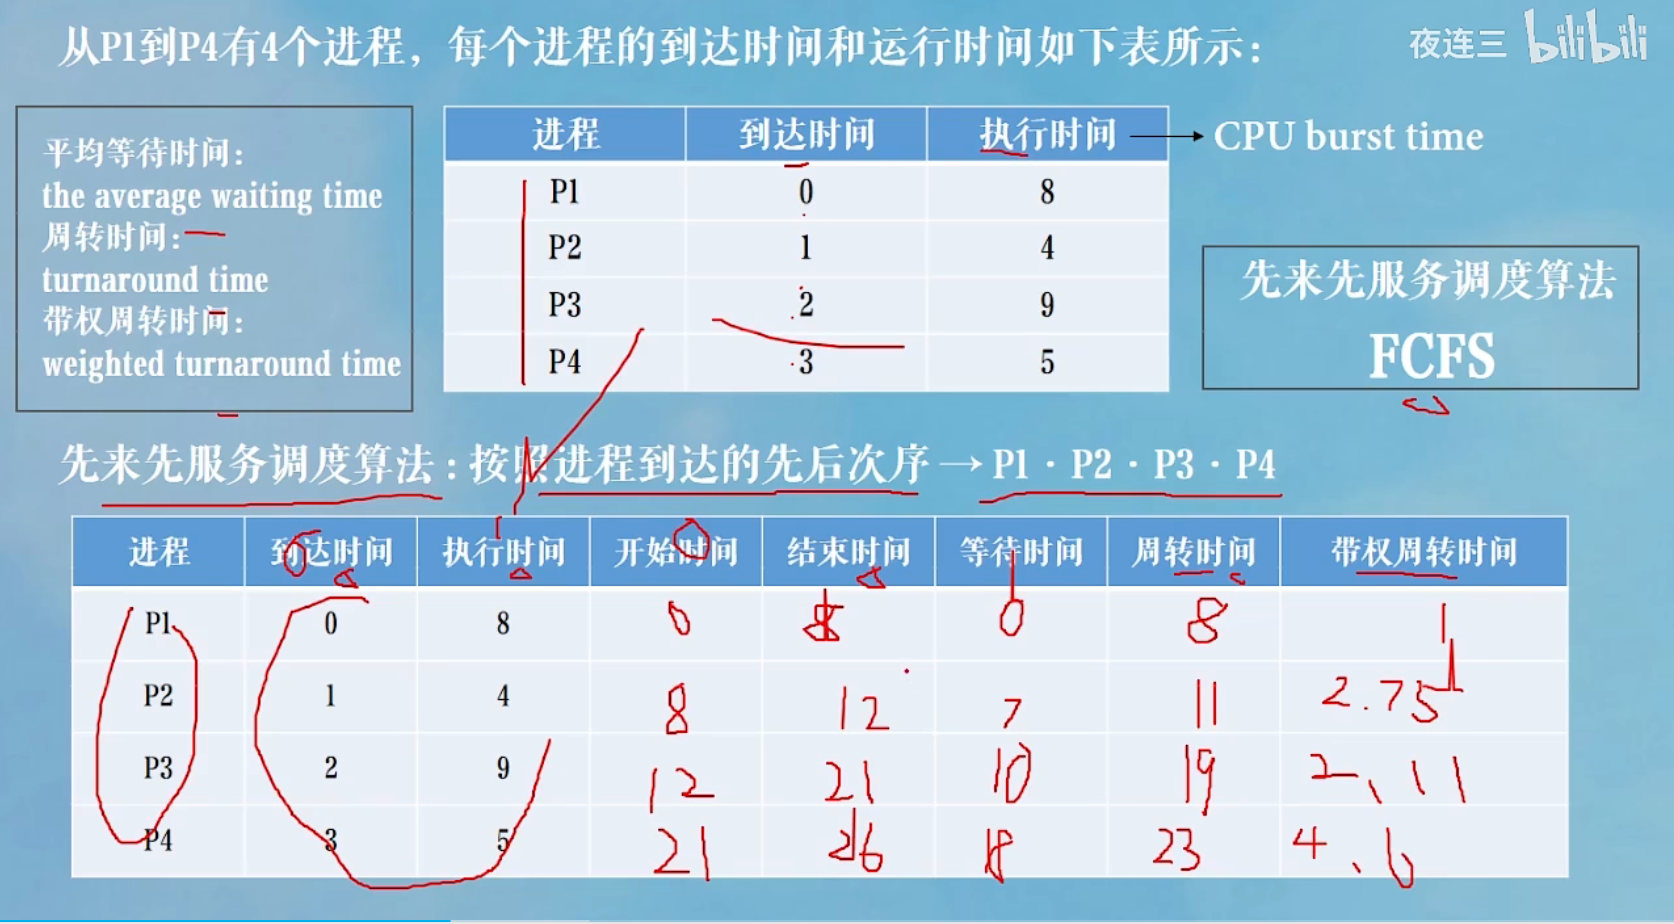 从P1到P4有4个进程，每个进程的到达时间和运行时间如下表所示：
夜连三 bilibili
平均等待时间：
the average waiting time
周转时间：
turnaround time
带权周转时间：
weighted turnaround time
进程 到达时间 执行时间 → CPU burst time
P1 0 8
P2 1 4
P3 2 9
P4 3 5
先来先服务调度算法
FCFS
先来先服务调度算法：按照进程到达的先后次序→P1·P2·P3·P4
进程 到达时间 执行时间 开始时间 结束时间 等待时间 周转时间 带权周转时间
P1 0 8 0 8 0 8 1
P2 1 4 8 12 7 11 2.75
P3 2 9 12 21 10 19 2.11
P4 3 5 21 26 18 23 4.6